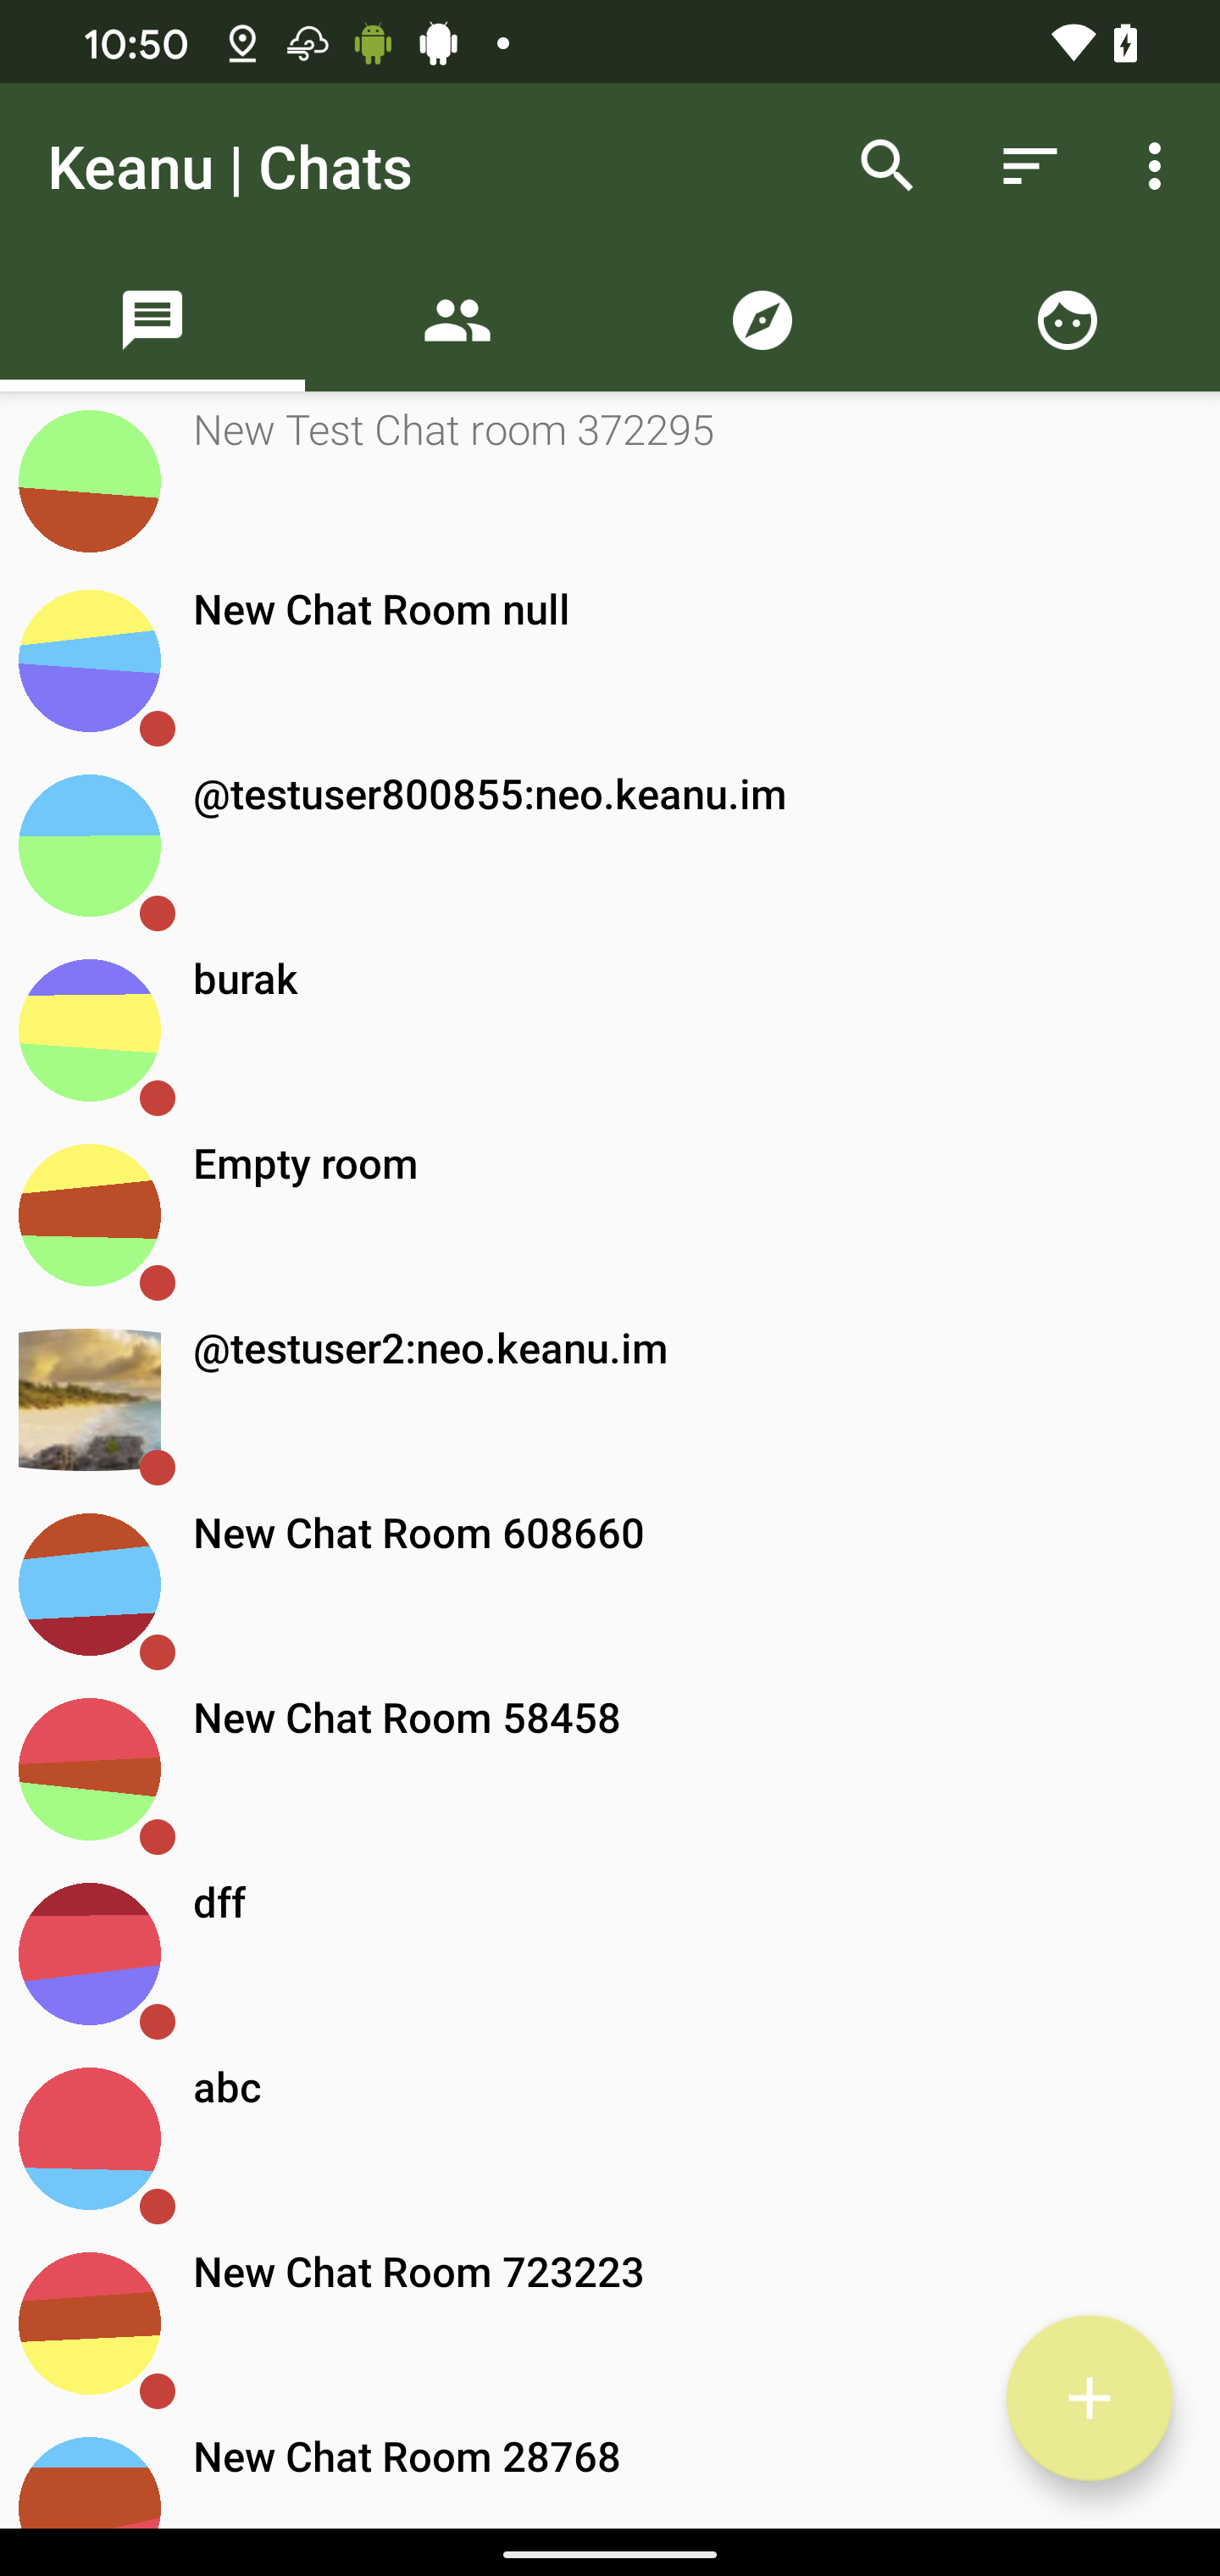 10:50
Keanu | Chats
New Test Chat room 372295
New Chat Room null
@testuser800855:neo.keanu.im
burak
Empty room
@testuser2:neo.keanu.im
New Chat Room 608660
New Chat Room 58458
dff
abc
New Chat Room 723223
New Chat Room 28768